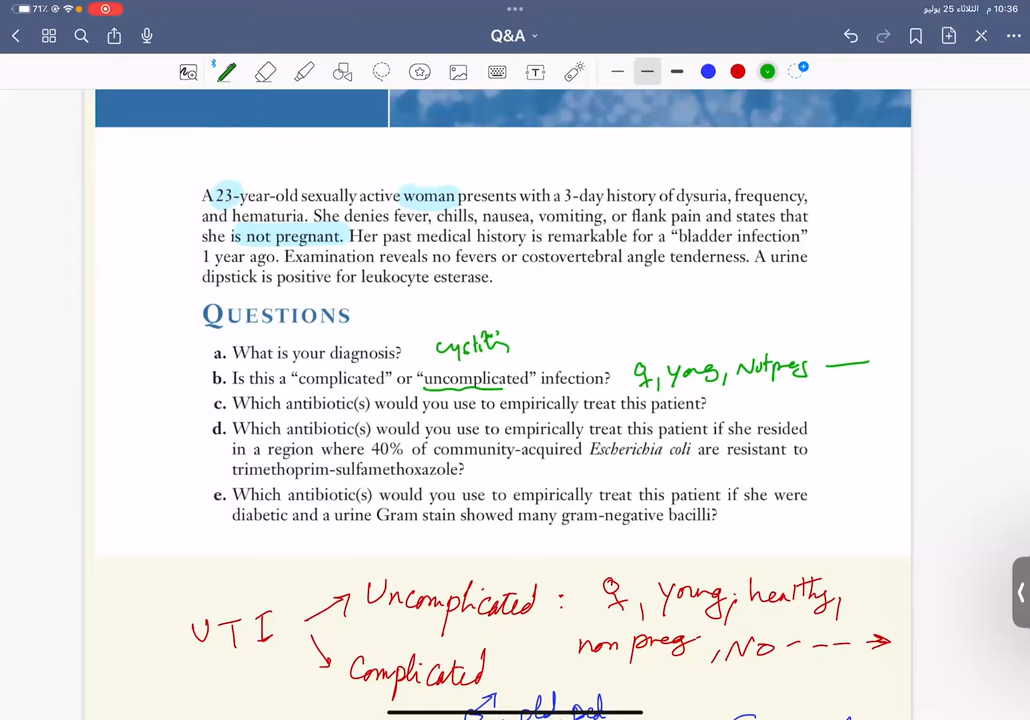 71%
10:36 م الثلاثاء 25 يوليو
Q&A
A 23-year-old sexually active woman presents with a 3-day history of dysuria, frequency,
and hematuria. She denies fever, chills, nausea, vomiting, or flank pain and states that
she is not pregnant. Her past medical history is remarkable for a “bladder infection”
1 year ago. Examination reveals no fevers or costovertebral angle tenderness. A urine
dipstick is positive for leukocyte esterase.
QUESTIONS
a. What is your diagnosis? cystitis
b. Is this a “complicated” or “uncomplicated” infection? ♀, young, Not preg
c. Which antibiotic(s) would you use to empirically treat this patient?
d. Which antibiotic(s) would you use to empirically treat this patient if she resided
in a region where 40% of community-acquired Escherichia coli are resistant to
trimethoprim-sulfamethoxazole?
e. Which antibiotic(s) would you use to empirically treat this patient if she were
diabetic and a urine Gram stain showed many gram-negative bacilli?
Uncomplicated : ♀, young, healthy,
UTI
non preg, No - - - →
Complicated